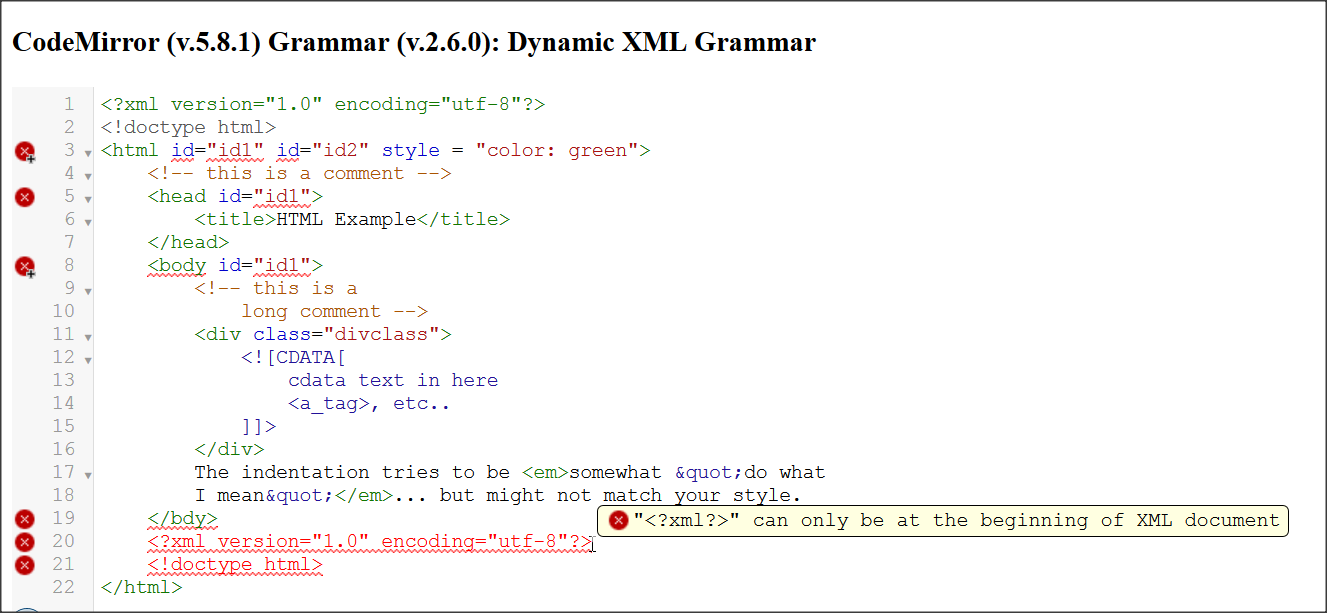 CodeMirror (v.5.8.1) Grammar (v.2.6.0): Dynamic XML Grammar
1 <?xml version="1.0" encoding="utf-8"?>
2 <!doctype html>
3 <html id="id1" id="id2" style = "color: green">
4 <!-- this is a comment -->
5 <head id="id1">
6 <title>HTML Example</title>
7 </head>
8 <body id="id1">
9 <!-- this is a
10 long comment -->
11 <div class="divclass">
12 <![CDATA[
13 cdata text in here
14 <a_tag>, etc..
15 ]]>
16 </div>
17 The indentation tries to be <em>somewhat &quot;do what
18 I mean&quot;</em>... but might not match your style.
19 </bdy>
"<?xml?>" can only be at the beginning of XML document
20 <?xml version="1.0" encoding="utf-8"?>
21 <!doctype html>
22 </html>